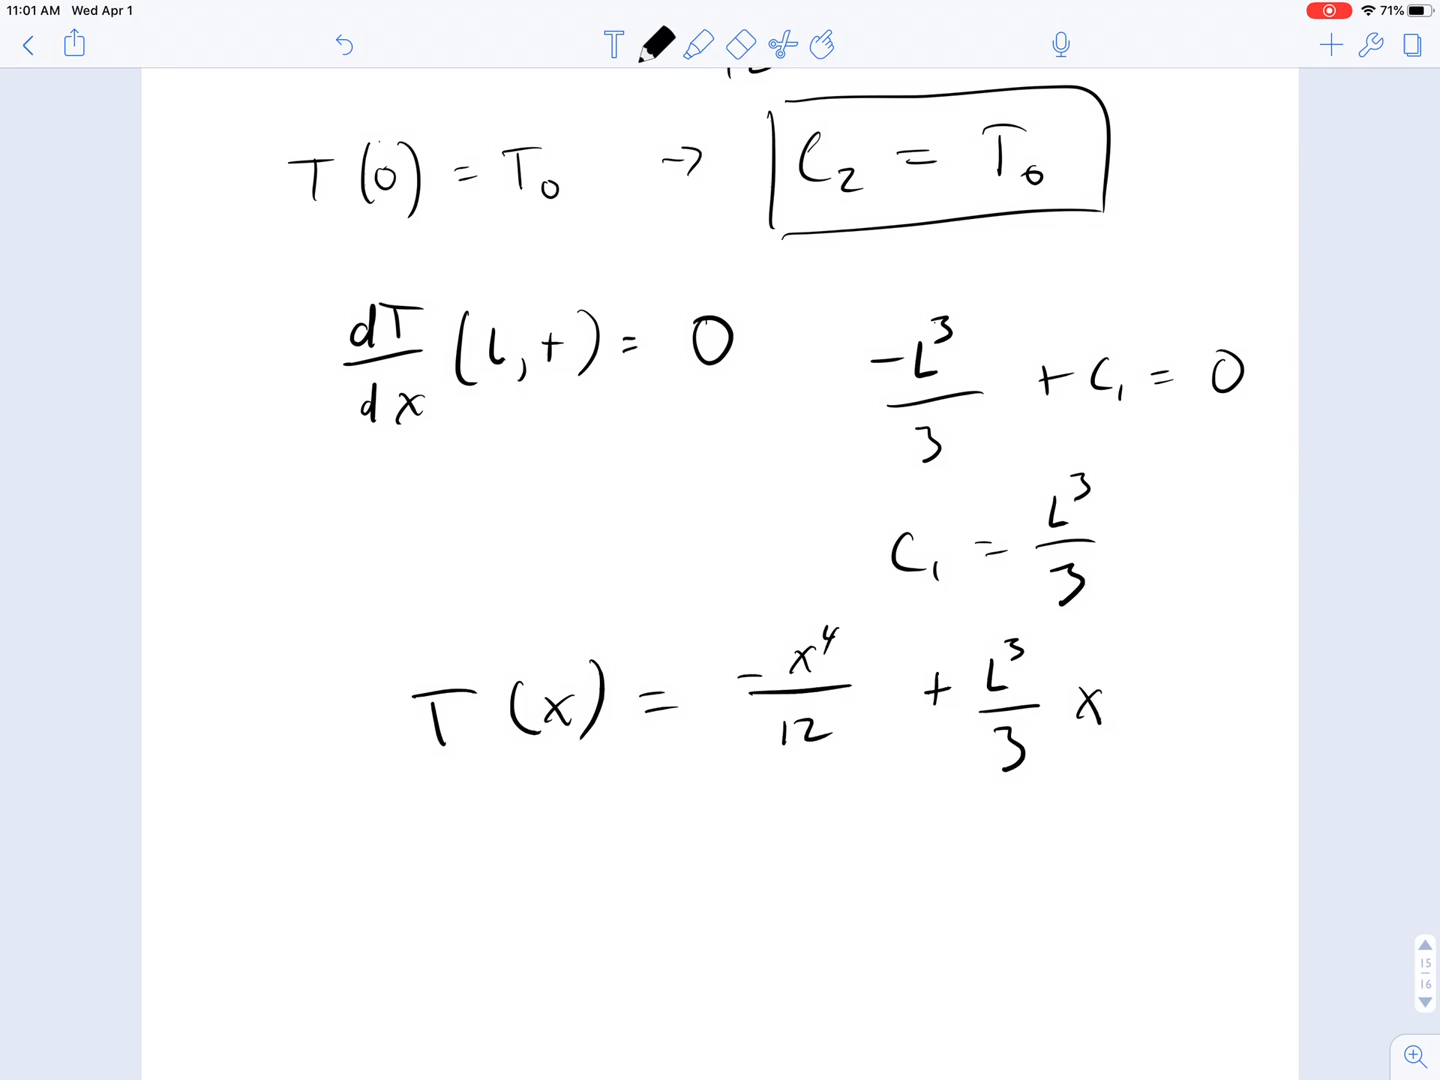 11:01 AM Wed Apr 1
71%
T
12
T(0) = T₀ → C₂ = T₀
dT/dx (L,t) = 0
-L³/3 + C₁ = 0
C₁ = L³/3
T(x) = -x⁴/12 + L³/3 x
15
16